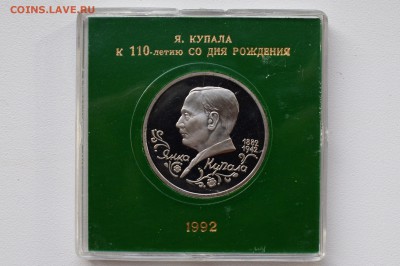 COINS.LAVE.RU
Я. КУПАЛА
К 110-летию СО ДНЯ РОЖДЕНИЯ
1882
1942
Янка Купала
1992